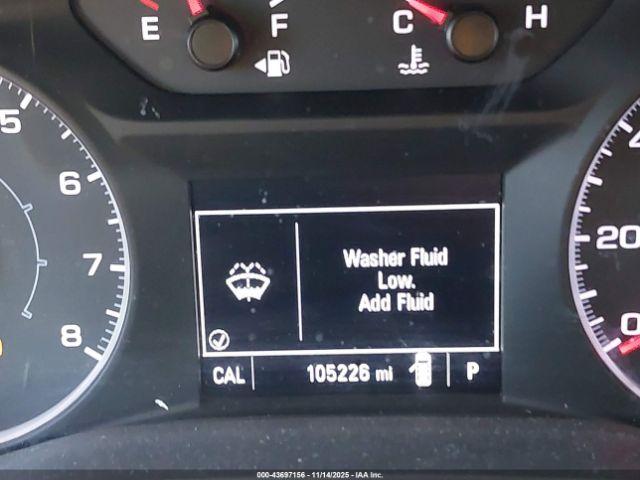 E F C H
5
6
7
8
20
0
Washer Fluid
Low.
Add Fluid
CAL 105226 mi P
000-43697156 - 11/14/2025 - IAA Inc.